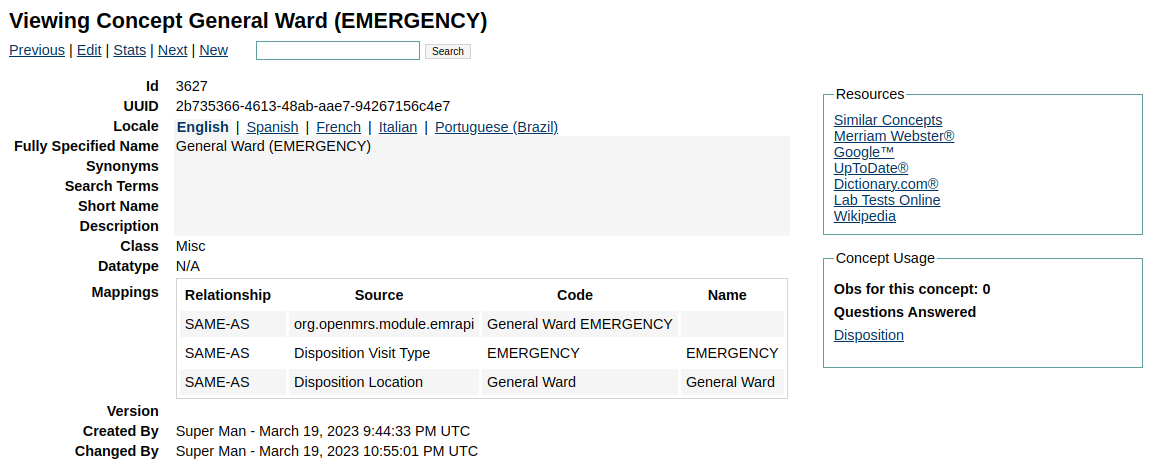 Viewing Concept General Ward (EMERGENCY)
Previous | Edit | Stats | Next | New Search
Id 3627
UUID 2b735366-4613-48ab-aae7-94267156c4e7
Locale English | Spanish | French | Italian | Portuguese (Brazil)
Fully Specified Name General Ward (EMERGENCY)
Synonyms
Search Terms
Short Name
Description
Class Misc
Datatype N/A
Mappings Relationship Source Code Name
SAME-AS org.openmrs.module.emrapi General Ward EMERGENCY
SAME-AS Disposition Visit Type EMERGENCY EMERGENCY
SAME-AS Disposition Location General Ward General Ward
Version
Created By Super Man - March 19, 2023 9:44:33 PM UTC
Changed By Super Man - March 19, 2023 10:55:01 PM UTC
Resources
Similar Concepts
Merriam Webster®
Google™
UpToDate®
Dictionary.com®
Lab Tests Online
Wikipedia
Concept Usage
Obs for this concept: 0
Questions Answered
Disposition